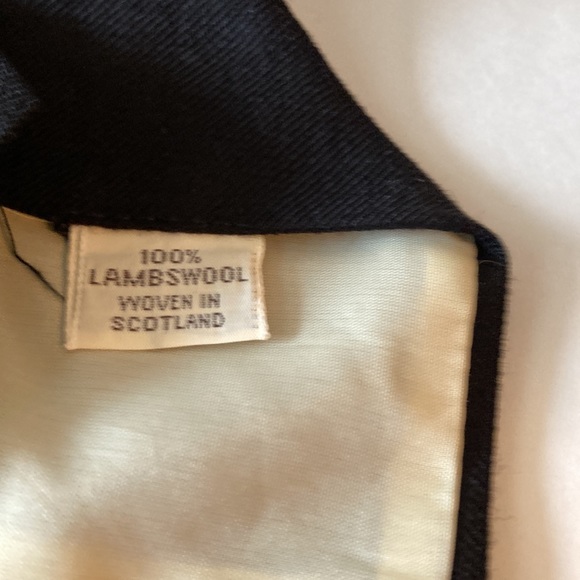 100%
LAMBSWOOL
WOVEN IN
SCOTLAND